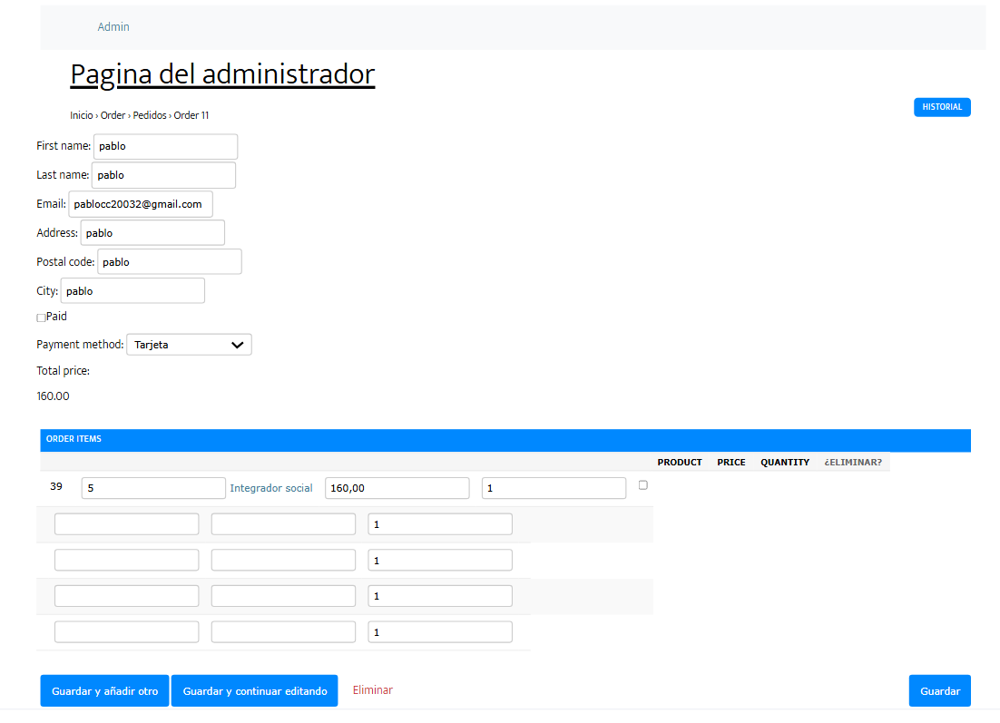 Admin
Pagina del administrador
Inicio › Order › Pedidos › Order 11
HISTORIAL
First name: pablo
Last name: pablo
Email: pablocc20032@gmail.com
Address: pablo
Postal code: pablo
City: pablo
Paid
Payment method: Tarjeta
Total price:
160.00
ORDER ITEMS
PRODUCT PRICE QUANTITY ¿ELIMINAR?
39 5 Integrador social 160,00 1
1
1
1
1
Guardar y añadir otro Guardar y continuar editando Eliminar Guardar